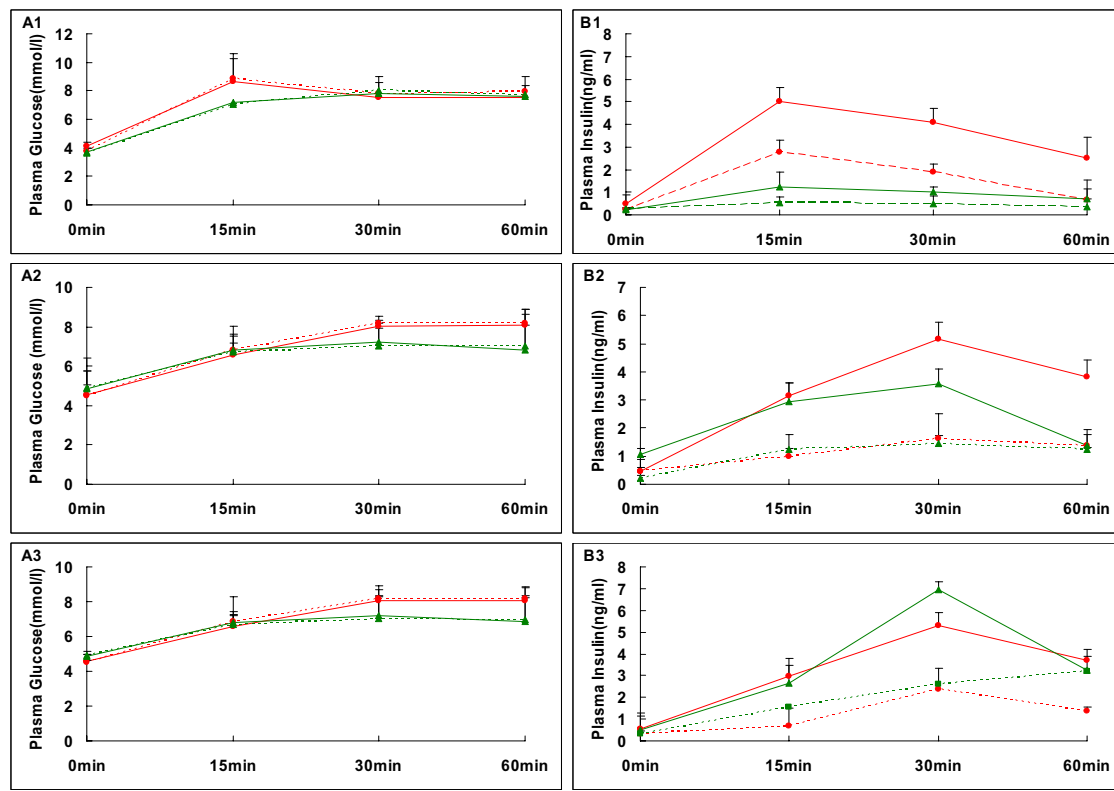 A1
Plasma Glucose(mmol/l)
12
10
8
6
4
2
0
0min 15min 30min 60min
B1
Plasma Insulin(ng/ml)
8
7
6
5
4
3
2
1
0
0min 15min 30min 60min
A2
Plasma Glucose (mmol/l)
10
8
6
4
2
0
0min 15min 30min 60min
B2
Plasma Insulin(ng/ml)
7
6
5
4
3
2
1
0
0min 15min 30min 60min
A3
Plasma Glucose(mmol/l)
10
8
6
4
2
0
0min 15min 30min 60min
B3
Plasma Insulin(ng/ml)
8
7
6
5
4
3
2
1
0
0min 15min 30min 60min